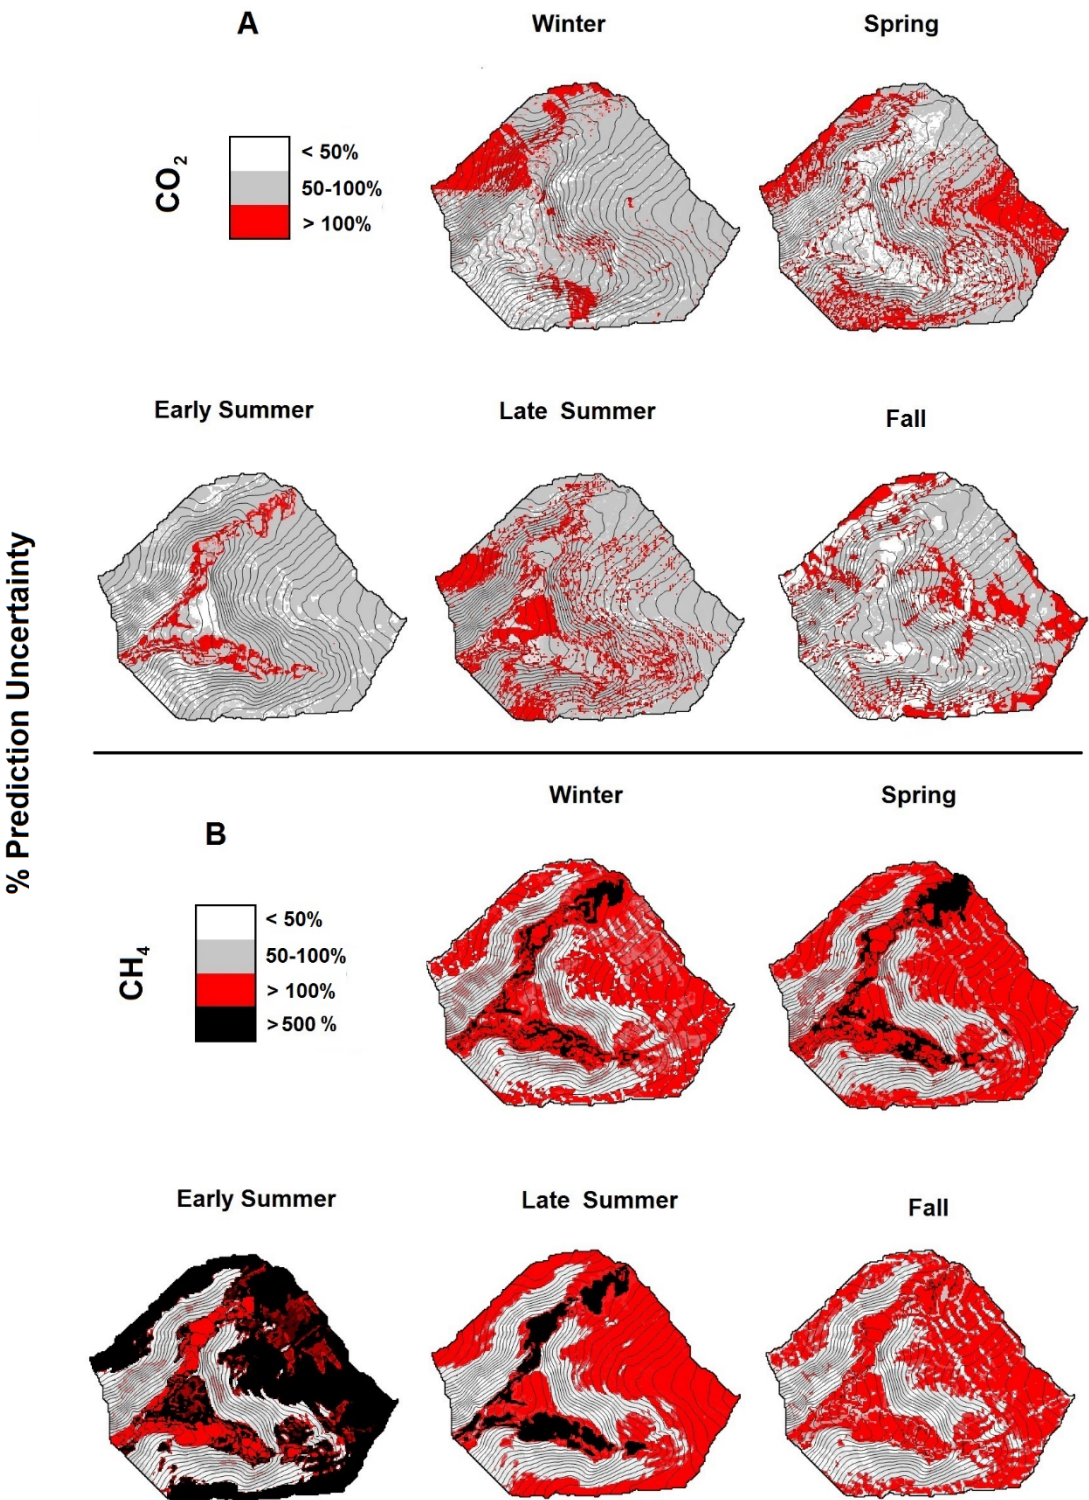 A
Winter
Spring
CO2
< 50%
50-100%
> 100%
Early Summer
Late Summer
Fall
% Prediction Uncertainty
Winter
Spring
B
CH4
< 50%
50-100%
> 100%
> 500 %
Early Summer
Late Summer
Fall